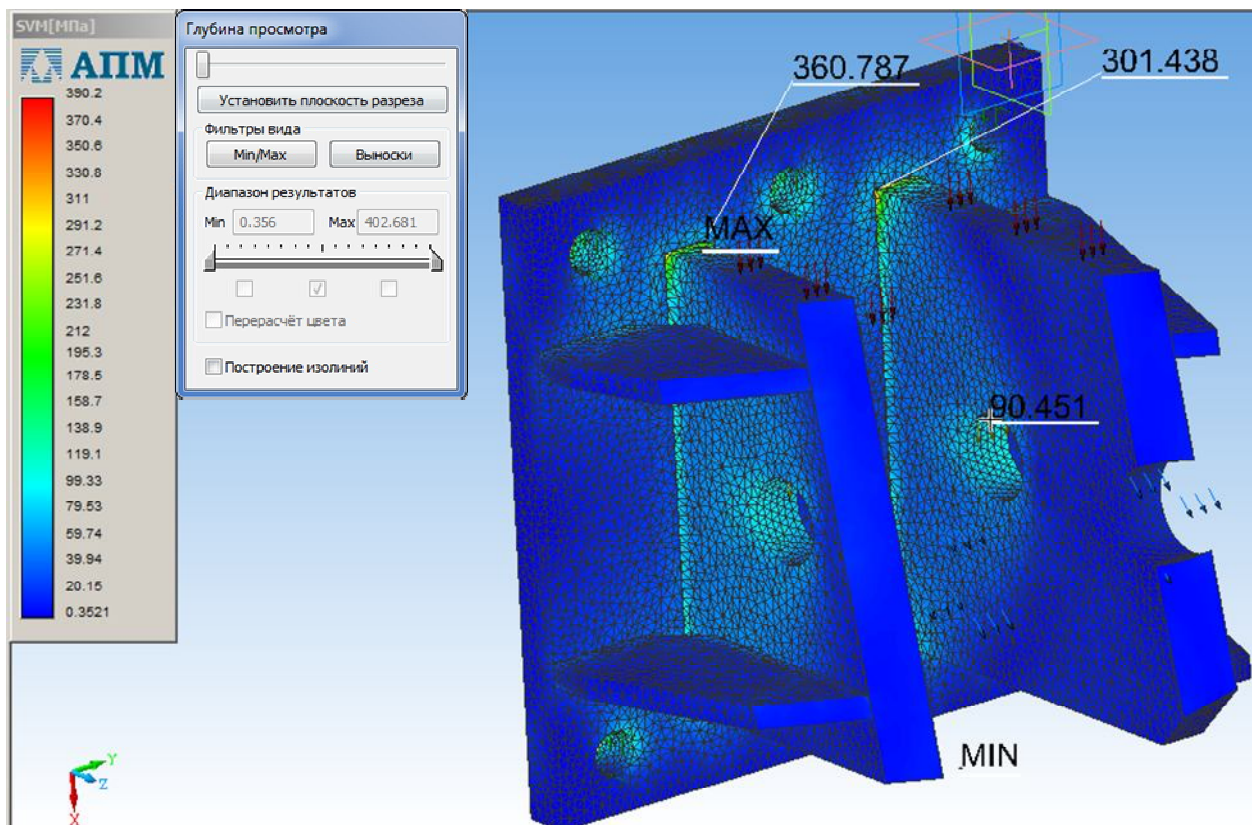 SVM[МПа]
АПМ
390.2
370.4
350.6
330.8
311
291.2
271.4
251.6
231.8
212
195.3
178.5
158.7
138.9
119.1
99.33
79.53
59.74
39.94
20.15
0.3521
Глубина просмотра
Установить плоскость разреза
Фильтры вида
Min/Max
Выноски
Диапазон результатов
Min 0.356 Max 402.681
Перерасчёт цвета
Построение изолиний
360.787
301.438
MAX
90.451
MIN
Y
Z
X